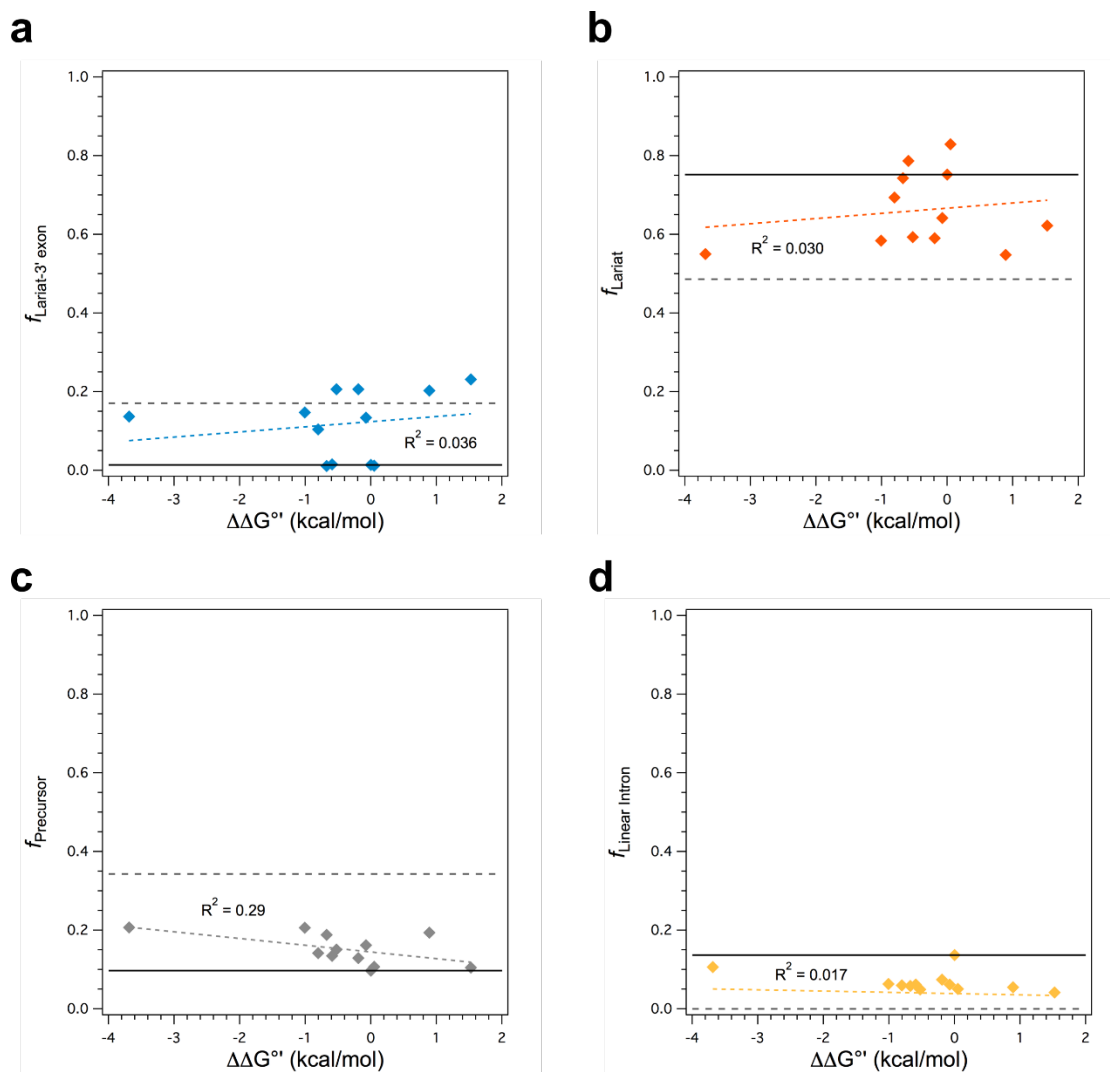 a
1.0
0.8
0.6
0.4
0.2
0.0
fLariat-3' exon
R2 = 0.036
-4 -3 -2 -1 0 1 2
ΔΔG°' (kcal/mol)
b
1.0
0.8
0.6
0.4
0.2
0.0
fLariat
R2 = 0.030
-4 -3 -2 -1 0 1 2
ΔΔG°' (kcal/mol)
c
1.0
0.8
0.6
0.4
0.2
0.0
fPrecursor
R2 = 0.29
-4 -3 -2 -1 0 1 2
ΔΔG°' (kcal/mol)
d
1.0
0.8
0.6
0.4
0.2
0.0
fLinear Intron
R2 = 0.017
-4 -3 -2 -1 0 1 2
ΔΔG°' (kcal/mol)